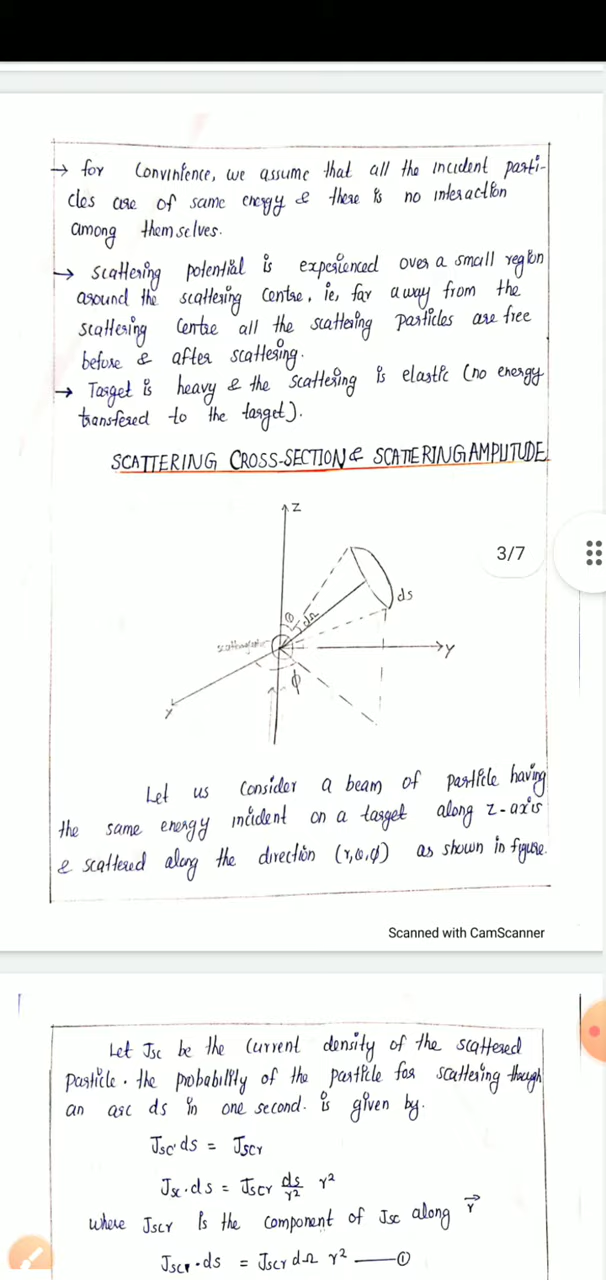 → for Convinience, we assume that all the incident parti-
cles are of same energy & there is no interaction
among themselves.
→ Scattering potential is experienced over a small region
around the scattering Centre, ie, far away from the
scattering Centre all the scattering particles are free
before & after scattering.
→ Target is heavy & the scattering is elastic (no energy
transfered to the target).
SCATTERING CROSS-SECTION & SCATTERING AMPLITUDE
Z
3/7
ds
θ
dΩ
Y
ϕ
Let us Consider a beam of particle having
the same energy incident on a target along z-axis
& scattered along the direction (r,θ,ϕ) as shown in figure.
Scanned with CamScanner
Let Jsc be the Current density of the scattered
Particle. the probability of the particle for scattering though
an arc ds in one second. is given by.
Jsc·ds = Jscr
Jsc·ds = Jscr ds/r² r²
where Jscr is the component of Jsc along r⃗
Jscr·ds = Jscr dΩ r² —— ①